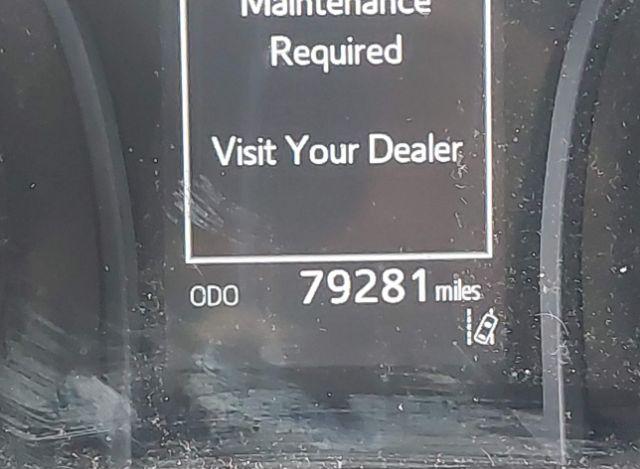 Maintenance
Required
Visit Your Dealer
ODO 79281 miles